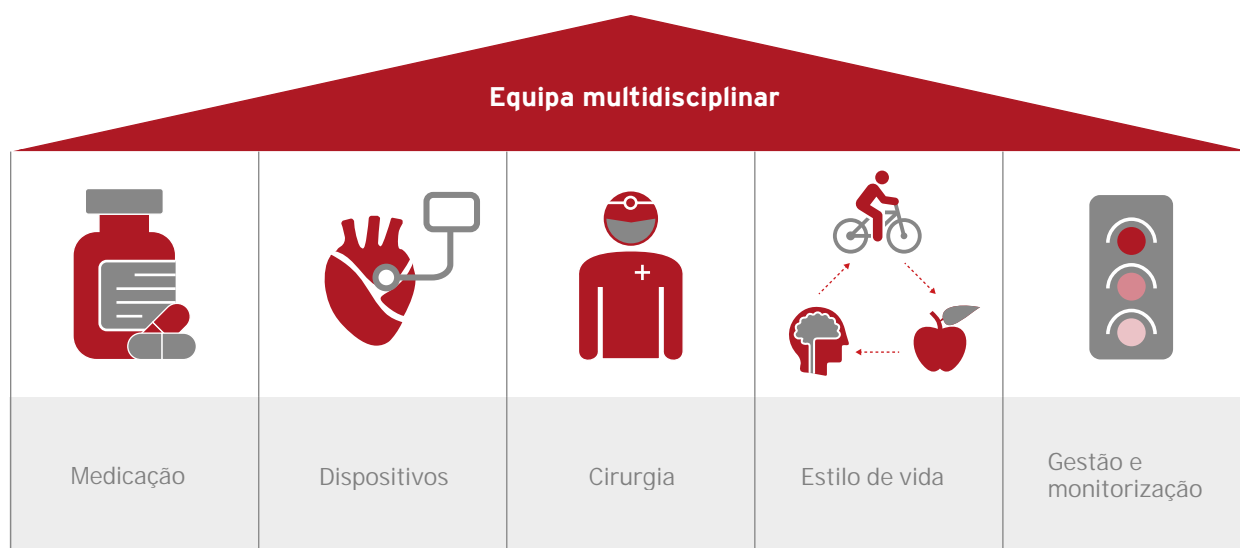 Equipa multidisciplinar
Medicação
Dispositivos
Cirurgia
Estilo de vida
Gestão e
monitorização